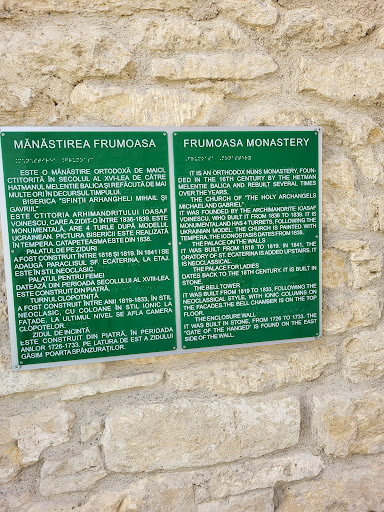 MĂNĂSTIREA FRUMOASA
ESTE O MĂNĂSTIRE ORTODOXĂ DE MAICI,
CTITORITĂ ÎN SECOLUL AL XVI-LEA DE CĂTRE
HATMANUL MELENTIE BALICA ȘI REFĂCUTĂ DE MAI
MULTE ORI ÎN DECURSUL TIMPULUI.
BISERICA "SFINȚII ARHANGHELI MIHAIL ȘI
GAVRIL"
ESTE CTITORIA ARHIMANDRITULUI IOASAF
VOINESCU, CARE A ZIDIT-O ÎNTRE 1836-1839. ESTE
MONUMENTALĂ, ARE 4 TURLE DUPĂ MODELUL
UCRAINEAN. PICTURA BISERICII ESTE REALIZATĂ
ÎN TEMPERA. CATAPETEASMA ESTE DIN 1838.
PALATUL DE PE ZIDURI
A FOST CONSTRUIT ÎNTRE 1818 ȘI 1819. ÎN 1841 I SE
ADAUGĂ PARACLISUL SF. ECATERINA, LA ETAJ.
ESTE ÎN STIL NEOCLASIC.
PALATUL PENTRU FEMEI
DATEAZĂ DIN PERIOADA SECOLULUI AL XVIII-LEA.
ESTE CONSTRUIT DIN PIATRĂ.
TURNUL CLOPOTNIȚĂ
A FOST CONSTRUIT ÎNTRE ANII 1819-1833, ÎN STIL
NEOCLASIC, CU COLOANE ÎN STIL IONIC LA
FAȚADE. LA ULTIMUL NIVEL SE AFLA CAMERA
CLOPOTELOR.
ZIDUL DE INCINTĂ
ESTE CONSTRUIT DIN PIATRĂ, ÎN PERIOADA
ANILOR 1726-1733. PE LATURA DE EST A ZIDULUI
GĂSIM POARTA SPÂNZURAȚILOR.
FRUMOASA MONASTERY
IT IS AN ORTHODOX NUNS MONASTERY, FOUN-
DED IN THE 16TH CENTURY BY THE HETMAN
MELENTIE BALICA AND REBUILT SEVERAL TIMES
OVER THE YEARS.
THE CHURCH OF "THE HOLY ARCHANGELS
MICHAEL AND GABRIEL"
IT WAS FOUNDED BY THE ARCHIMANDRITE IOASAF
VOINESCU, WHO BUILT IT FROM 1836 TO 1839. IT IS
MONUMENTAL AND HAS 4 TURRETS, FOLLOWING THE
UKRAINIAN MODEL. THE CHURCH IS PAINTED WITH
TEMPERA. THE ICONOSTAS DATES FROM 1838.
THE PALACE ON THE WALLS
IT WAS BUILT FROM 1818 TO 1819. IN 1841, THE
ORATORY OF ST. ECATERINA IS ADDED UPSTAIRS. IT
IS NEOCLASSICAL.
THE PALACE FOR LADIES
DATES BACK TO THE 18TH CENTURY. IT IS BUILT IN
STONE.
THE BELL TOWER
IT WAS BUILT FROM 1819 TO 1833, FOLLOWING THE
NEOCLASSICAL STYLE, WITH IONIC COLUMNS ON
THE FACADES. THE BELL CHAMBER IS ON THE TOP
FLOOR.
THE ENCLOSURE WALL
IT WAS BUILT IN STONE, FROM 1726 TO 1733. THE
"GATE OF THE HANGED" IS FOUND ON THE EAST
SIDE OF THE WALL.